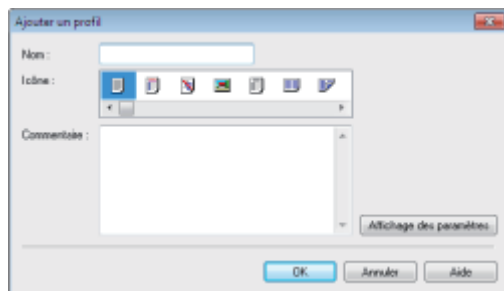 Ajouter un profil
Nom :
Icône :
Commentaire :
Affichage des paramètres
OK
Annuler
Aide